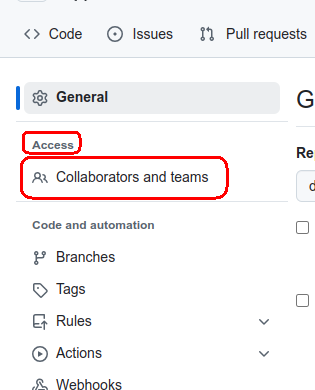 Code Issues Pull requests
General
G
Access
Re
Collaborators and teams
d
Code and automation
Branches
Tags
Rules
Actions
Webhooks